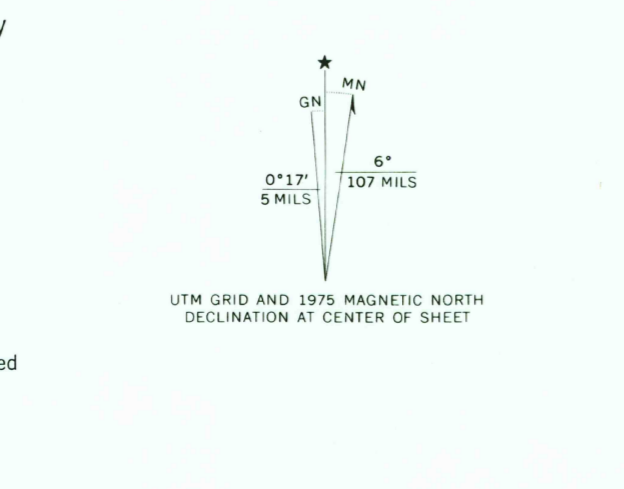 MN
GN
6°
0°17′
107 MILS
5 MILS
UTM GRID AND 1975 MAGNETIC NORTH
DECLINATION AT CENTER OF SHEET
ed